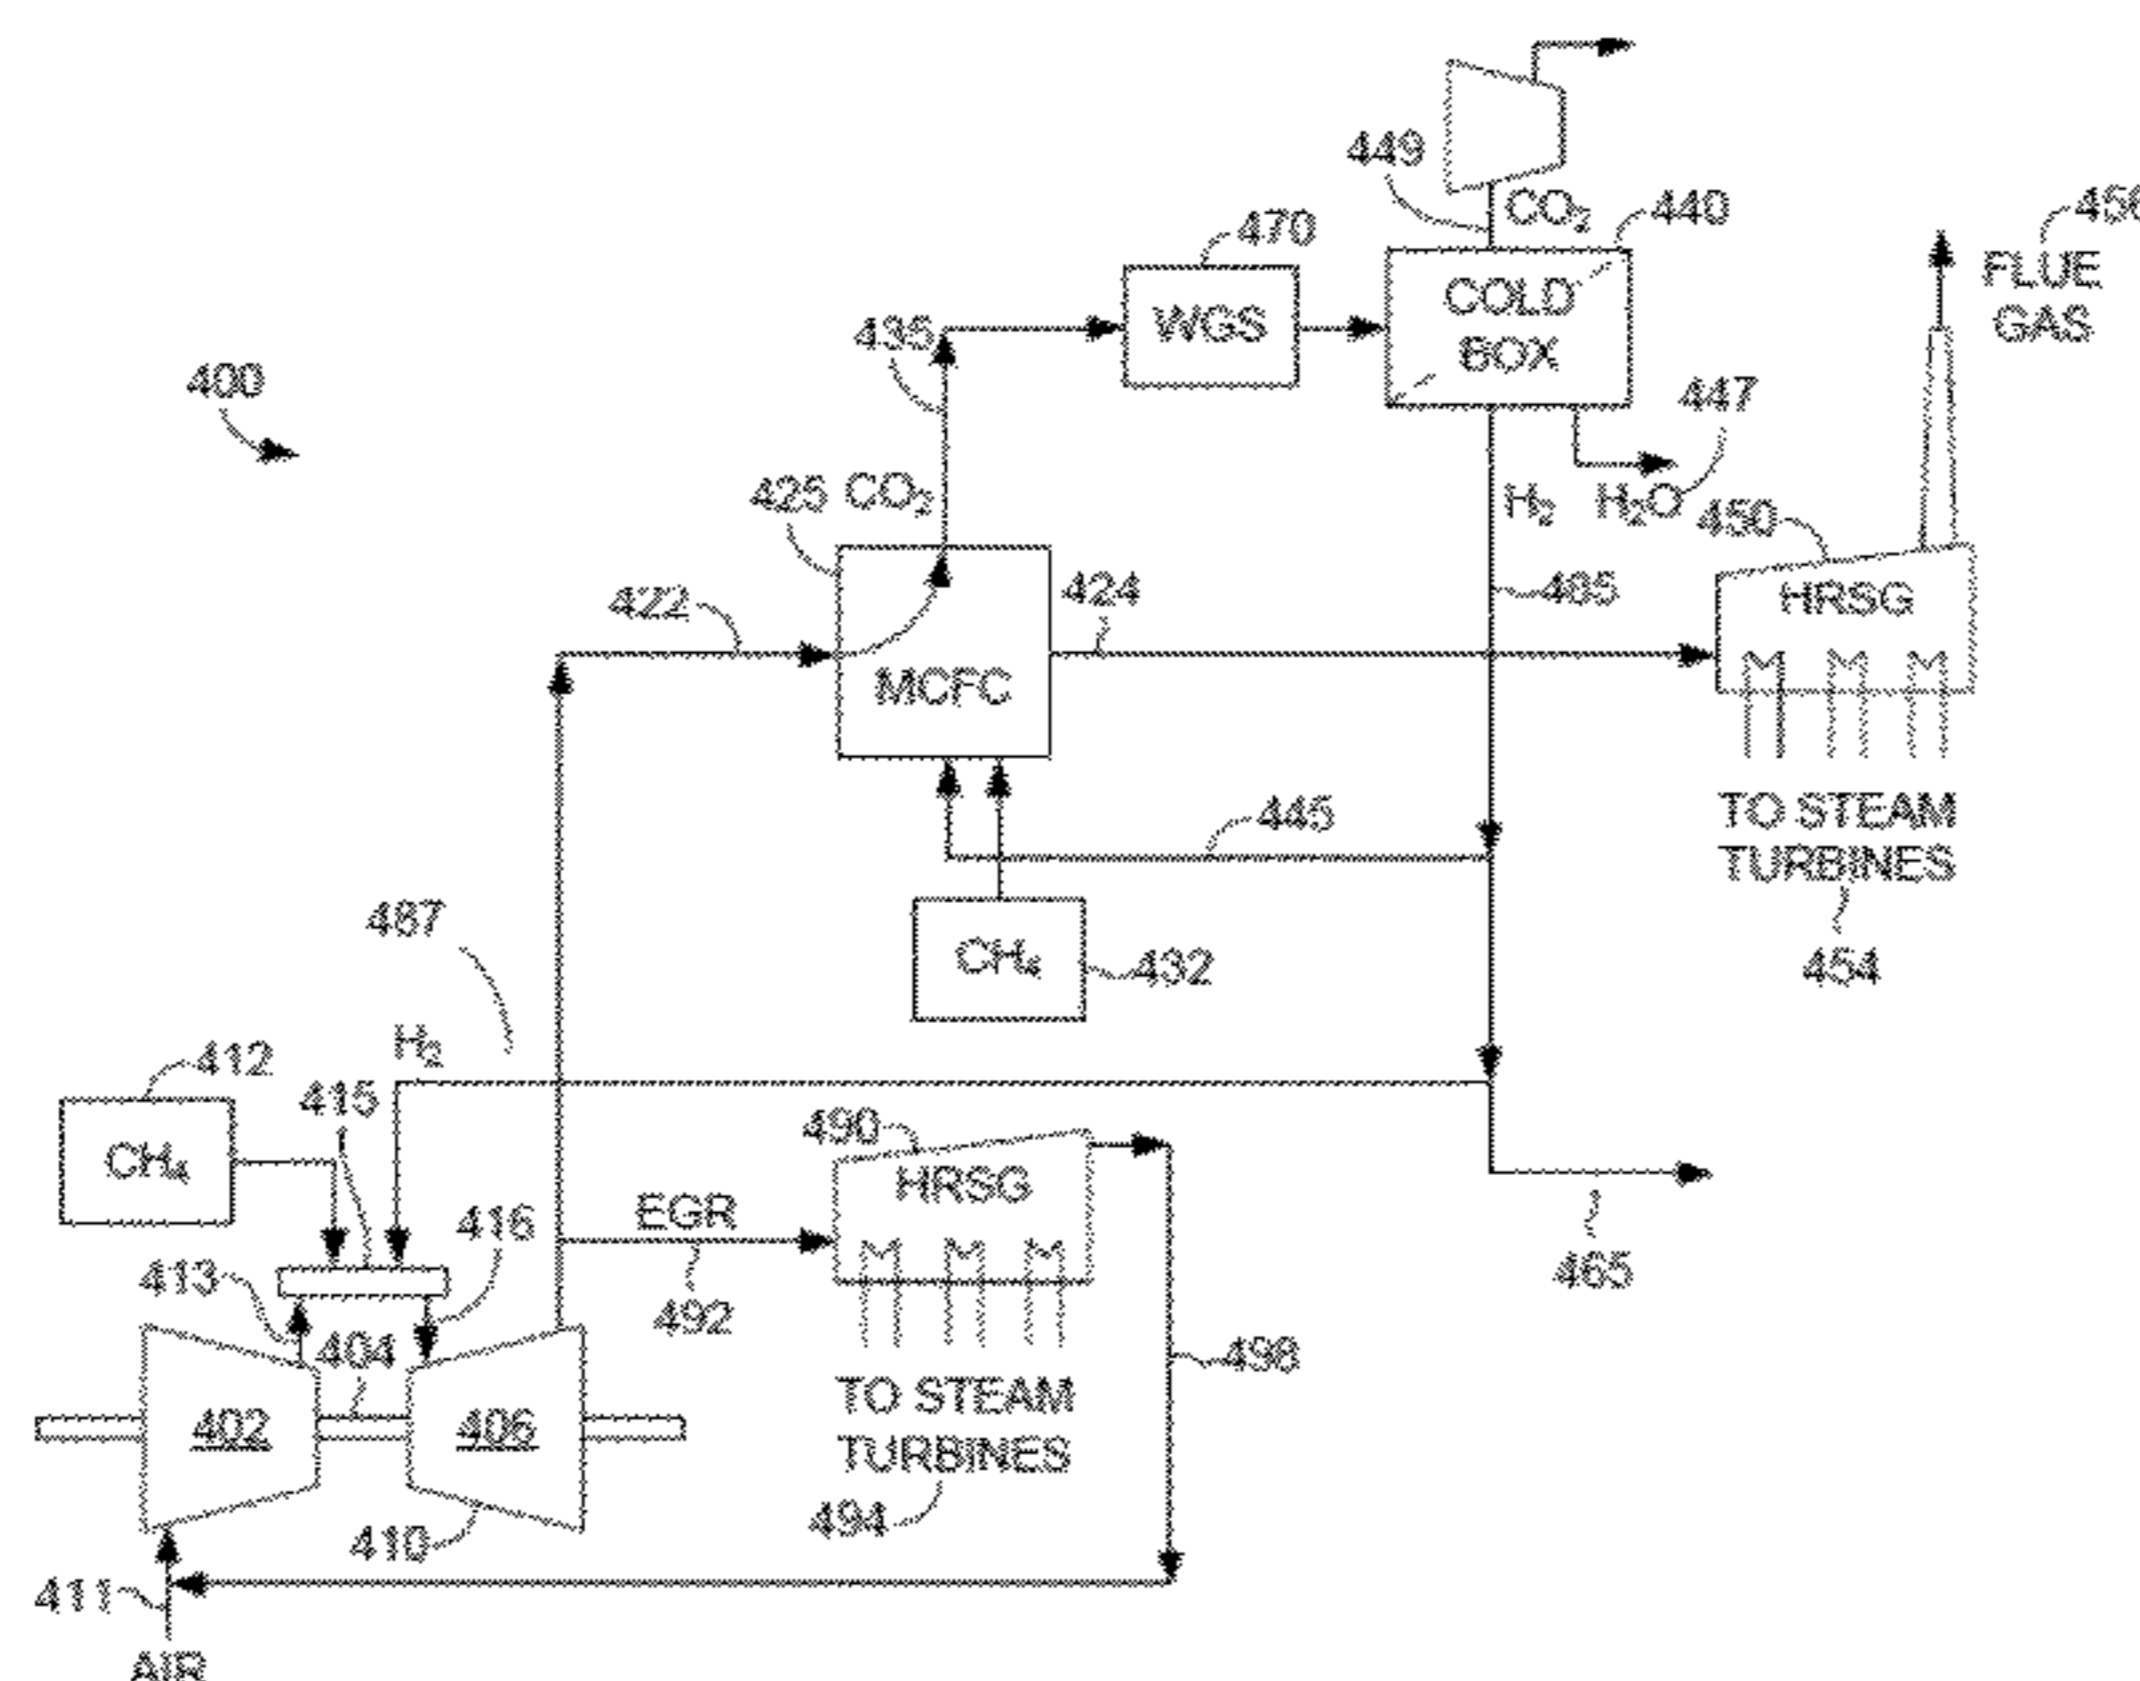 449
CO₂
440
456
470
FLUE
GAS
COLD
BOX
WGS
435
447
400
425
CO₂
H₂
H₂O
450
422
424
485
HRSG
MCFC
445
TO STEAM
TURBINES
487
CH₄
432
454
H₂
412
415
490
CH₄
HRSG
EGR
416
413
492
465
404
498
402
406
TO STEAM
TURBINES
494
410
411
AIR